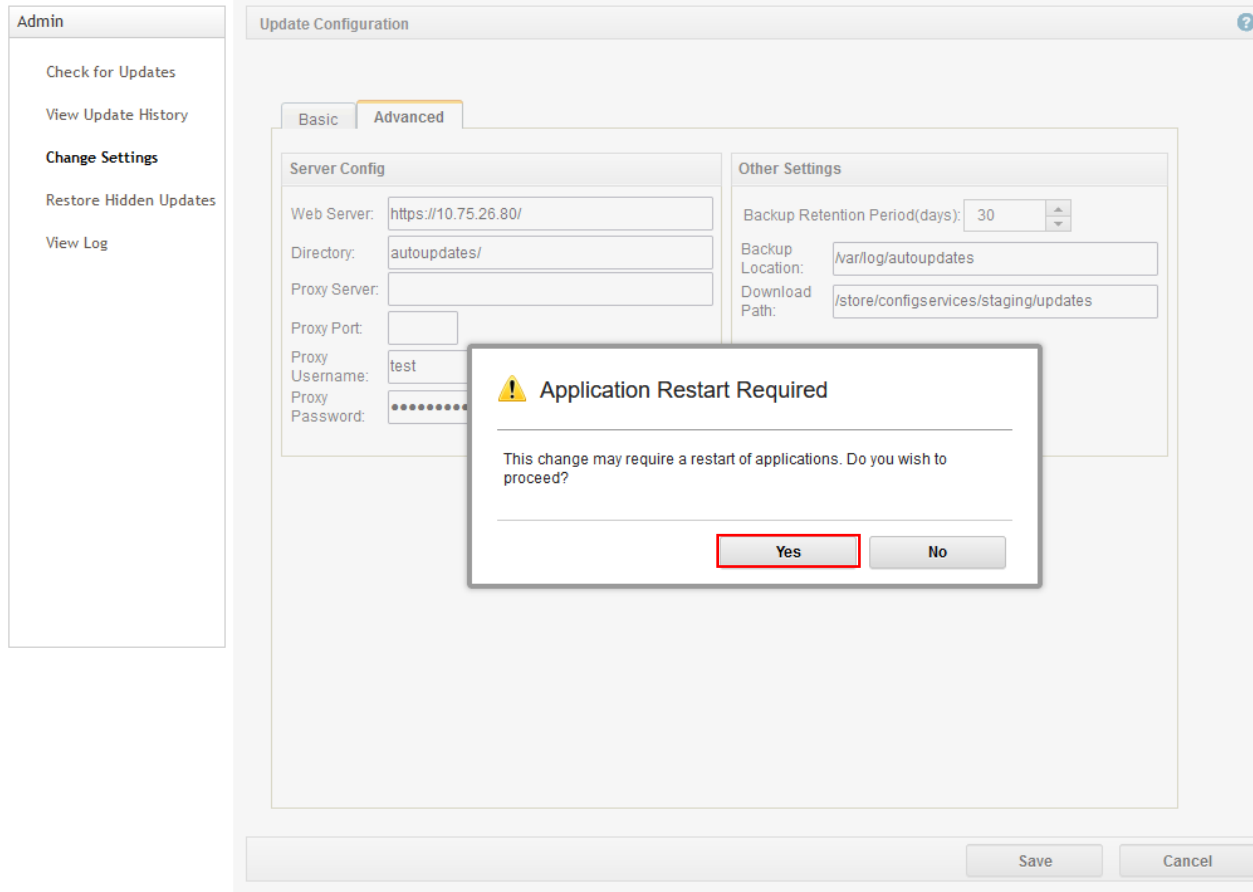 Admin
Check for Updates
View Update History
Change Settings
Restore Hidden Updates
View Log
Update Configuration
?
Basic
Advanced
Server Config
Web Server: https://10.75.26.80/
Directory: autoupdates/
Proxy Server:
Proxy Port:
Proxy
Username: test
Proxy
Password: ●●●●●●●●●●
Other Settings
Backup Retention Period(days): 30
Backup
Location: /var/log/autoupdates
Download
Path: /store/configservices/staging/updates
Application Restart Required
This change may require a restart of applications. Do you wish to
proceed?
Yes
No
Save
Cancel